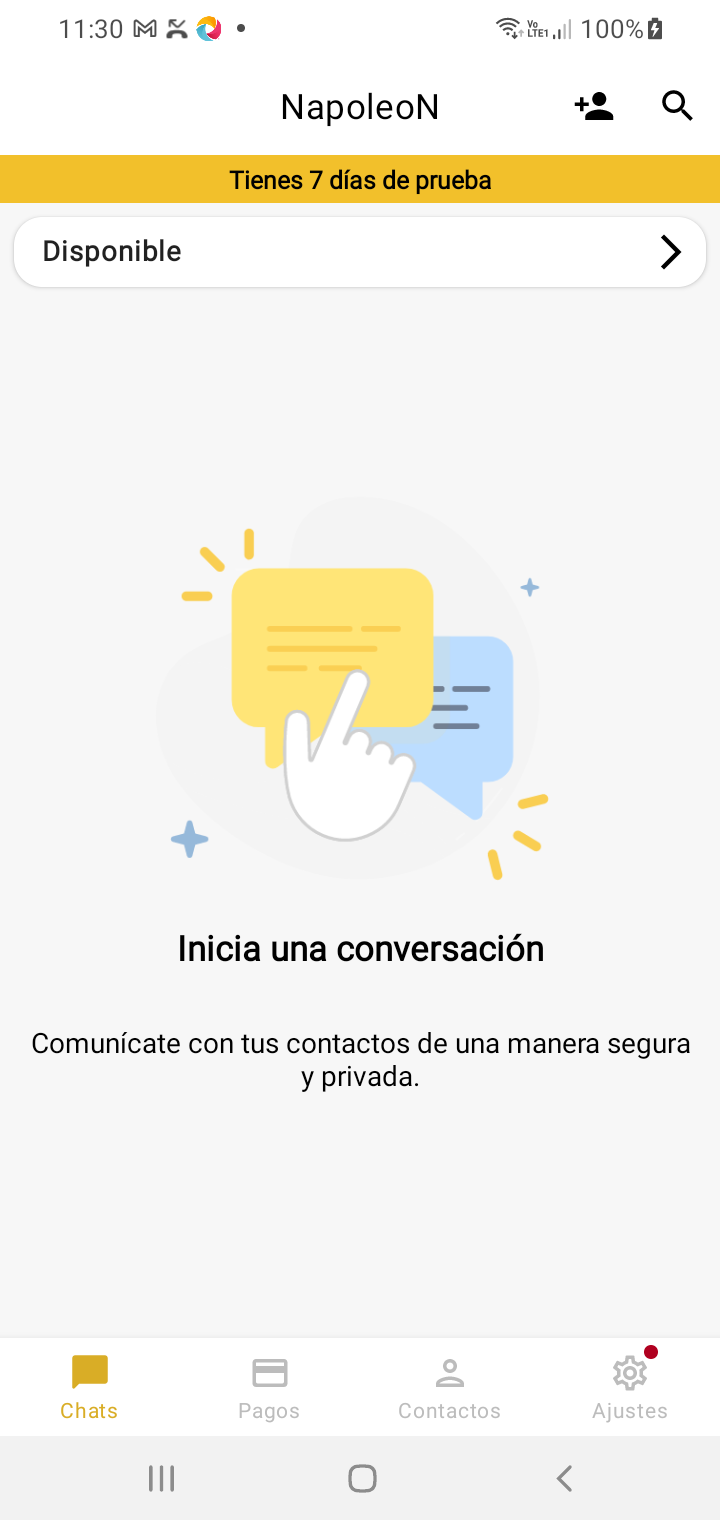 11:30
Vo
LTE1
100%
NapoleoN
Tienes 7 días de prueba
Disponible
Inicia una conversación
Comunícate con tus contactos de una manera segura
y privada.
Chats
Pagos
Contactos
Ajustes